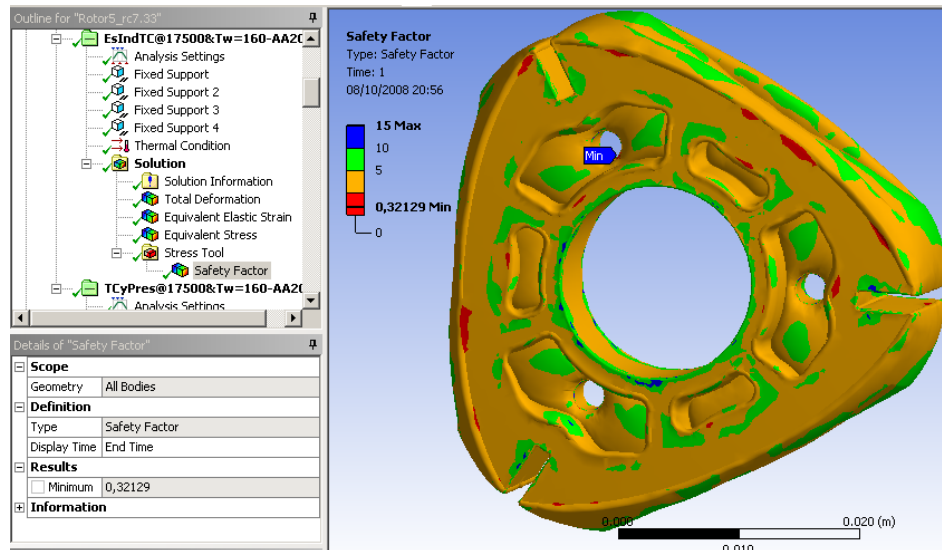 Outline for "Rotor5_rc7.33"
EsIndTC@17500&Tw=160-AA20
Analysis Settings
Fixed Support
Fixed Support 2
Fixed Support 3
Fixed Support 4
Thermal Condition
Solution
Solution Information
Total Deformation
Equivalent Elastic Strain
Equivalent Stress
Stress Tool
Safety Factor
TCyPres@17500&Tw=160-AA20
Analysis Settings
Details of "Safety Factor"
Scope
Geometry All Bodies
Definition
Type Safety Factor
Display Time End Time
Results
Minimum 0,32129
Information
Safety Factor
Type: Safety Factor
Time: 1
08/10/2008 20:56
15 Max
10
5
0,32129 Min
0
Min
0.000 0.020 (m)
0.010